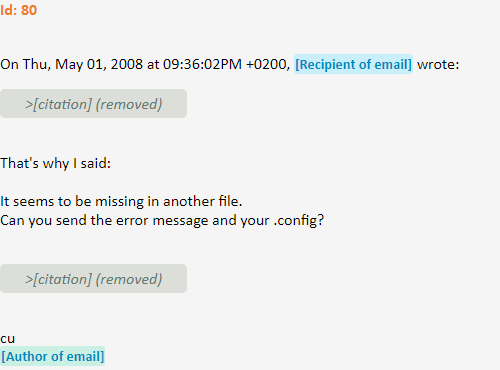 Id: 80
On Thu, May 01, 2008 at 09:36:02PM +0200, [Recipient of email] wrote:
>[citation] (removed)
That's why I said:
It seems to be missing in another file.
Can you send the error message and your .config?
>[citation] (removed)
cu
[Author of email]